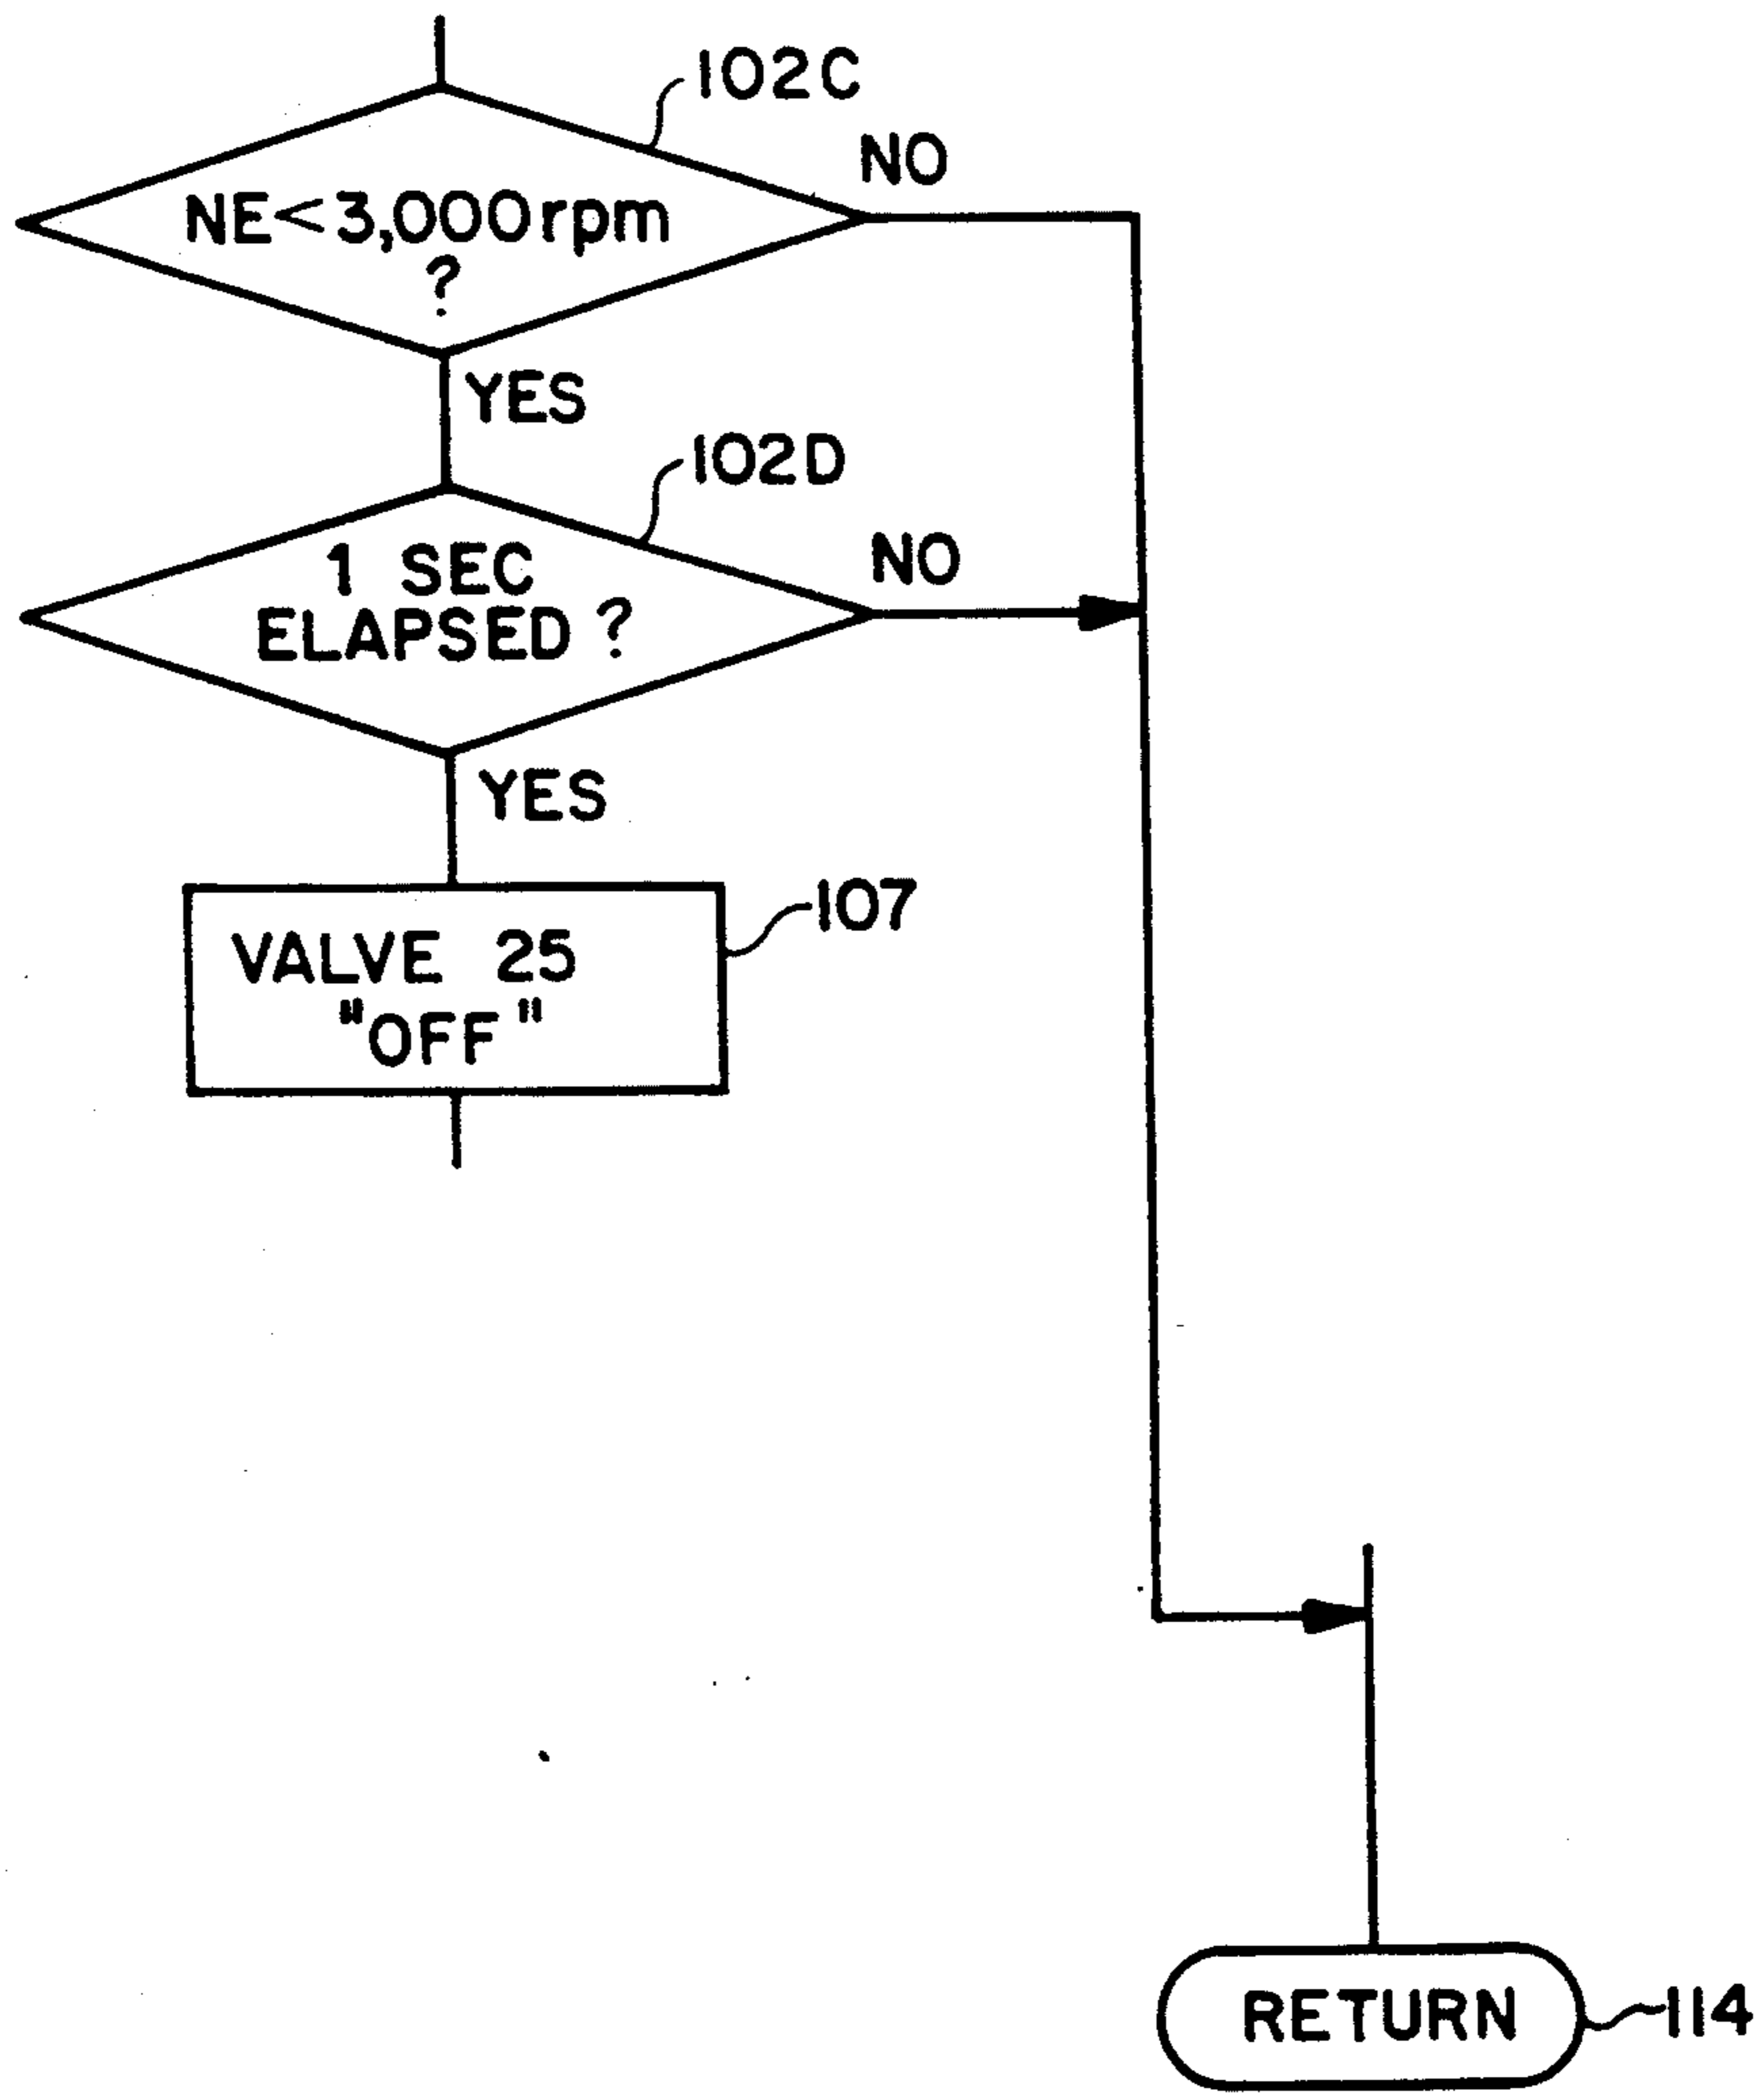 102C
NO
NE<3,000rpm
?
YES
102D
NO
1 SEC
ELAPSED ?
YES
107
VALVE 25
"OFF"
RETURN
114